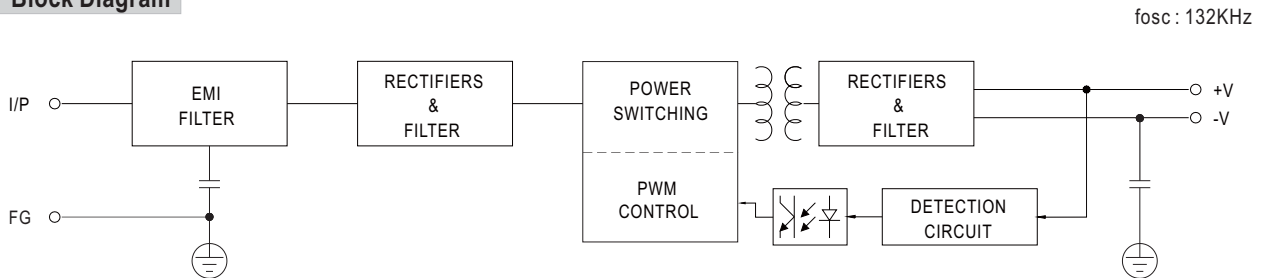 Block Diagram
fosc : 132KHz
I/P
EMI
FILTER
RECTIFIERS
&
FILTER
POWER
SWITCHING
RECTIFIERS
&
FILTER
+V
-V
FG
PWM
CONTROL
DETECTION
CIRCUIT